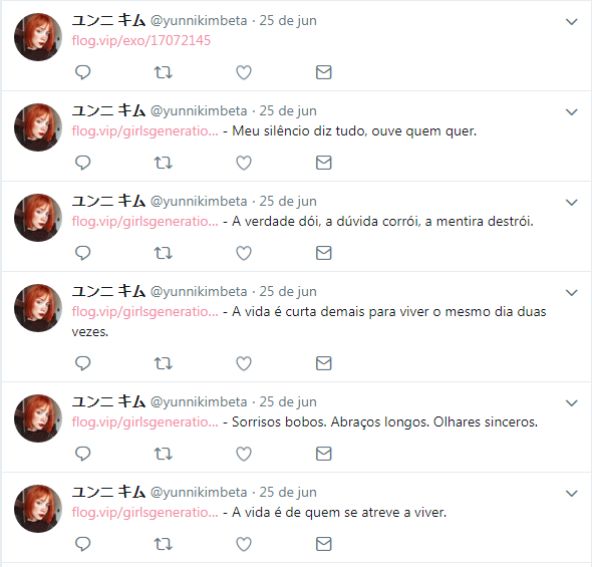 ユンニ キム @yunnikimbeta · 25 de jun
flog.vip/exo/17072145
ユンニ キム @yunnikimbeta · 25 de jun
flog.vip/girlsgeneratio... - Meu silêncio diz tudo, ouve quem quer.
ユンニ キム @yunnikimbeta · 25 de jun
flog.vip/girlsgeneratio... - A verdade dói, a dúvida corrói, a mentira destrói.
ユンニ キム @yunnikimbeta · 25 de jun
flog.vip/girlsgeneratio... - A vida é curta demais para viver o mesmo dia duas
vezes.
ユンニ キム @yunnikimbeta · 25 de jun
flog.vip/girlsgeneratio... - Sorrisos bobos. Abraços longos. Olhares sinceros.
ユンニ キム @yunnikimbeta · 25 de jun
flog.vip/girlsgeneratio... - A vida é de quem se atreve a viver.